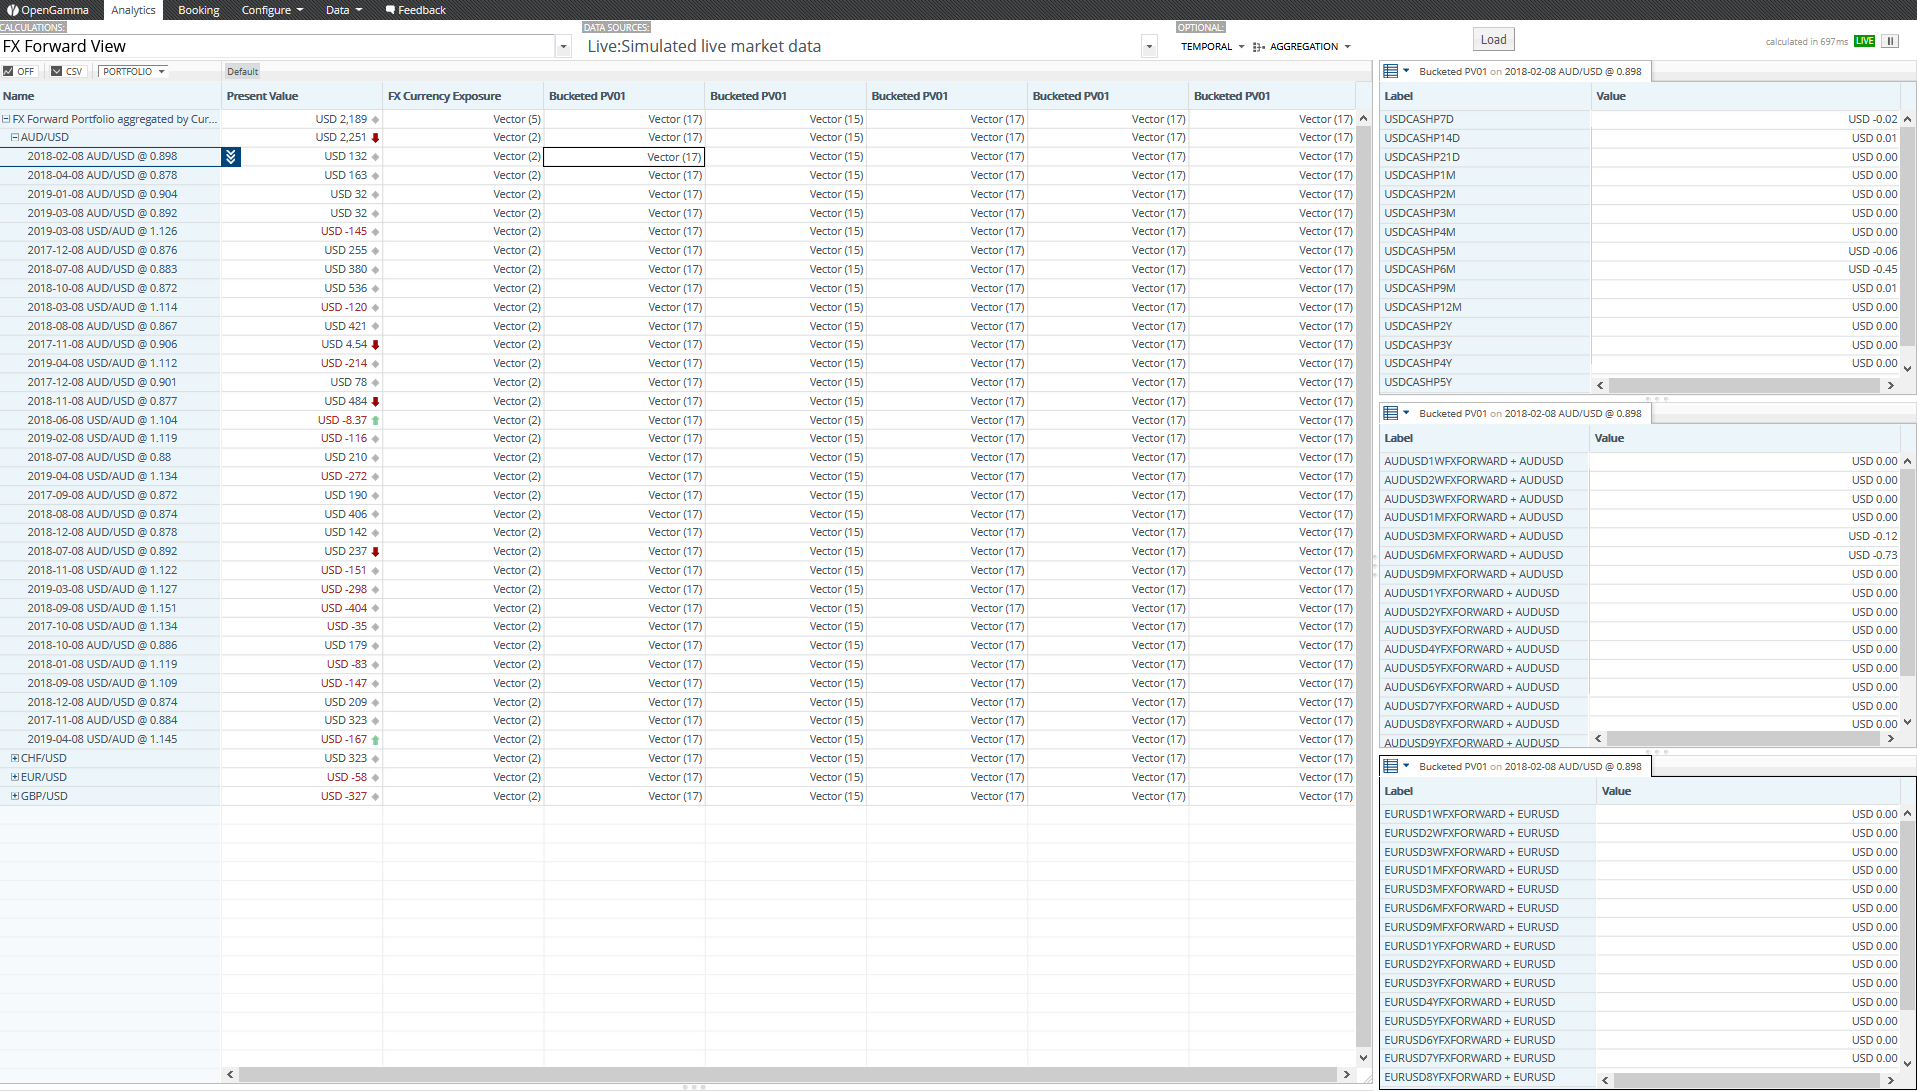 OpenGamma Analytics Booking Configure Data Feedback
CALCULATIONS: DATA SOURCES: OPTIONAL:
FX Forward View Live:Simulated live market data TEMPORAL AGGREGATION Load calculated in 697ms LIVE
OFF CSV PORTFOLIO Default
Name Present Value FX Currency Exposure Bucketed PV01 Bucketed PV01 Bucketed PV01 Bucketed PV01 Bucketed PV01
FX Forward Portfolio aggregated by Cur... USD 2,189 Vector (5) Vector (17) Vector (15) Vector (17) Vector (17) Vector (17)
AUD/USD USD 2,251 Vector (2) Vector (17) Vector (15) Vector (17) Vector (17) Vector (17)
2018-02-08 AUD/USD @ 0.898 USD 132 Vector (2) Vector (17) Vector (15) Vector (17) Vector (17) Vector (17)
2018-04-08 AUD/USD @ 0.878 USD 163 Vector (2) Vector (17) Vector (15) Vector (17) Vector (17) Vector (17)
2019-01-08 AUD/USD @ 0.904 USD 32 Vector (2) Vector (17) Vector (15) Vector (17) Vector (17) Vector (17)
2019-03-08 AUD/USD @ 0.892 USD 32 Vector (2) Vector (17) Vector (15) Vector (17) Vector (17) Vector (17)
2019-03-08 USD/AUD @ 1.126 USD -145 Vector (2) Vector (17) Vector (15) Vector (17) Vector (17) Vector (17)
2017-12-08 AUD/USD @ 0.876 USD 255 Vector (2) Vector (17) Vector (15) Vector (17) Vector (17) Vector (17)
2018-07-08 AUD/USD @ 0.883 USD 380 Vector (2) Vector (17) Vector (15) Vector (17) Vector (17) Vector (17)
2018-10-08 AUD/USD @ 0.872 USD 536 Vector (2) Vector (17) Vector (15) Vector (17) Vector (17) Vector (17)
2018-03-08 USD/AUD @ 1.114 USD -120 Vector (2) Vector (17) Vector (15) Vector (17) Vector (17) Vector (17)
2018-08-08 AUD/USD @ 0.867 USD 421 Vector (2) Vector (17) Vector (15) Vector (17) Vector (17) Vector (17)
2017-11-08 AUD/USD @ 0.906 USD 4.54 Vector (2) Vector (17) Vector (15) Vector (17) Vector (17) Vector (17)
2019-04-08 USD/AUD @ 1.112 USD -214 Vector (2) Vector (17) Vector (15) Vector (17) Vector (17) Vector (17)
2017-12-08 AUD/USD @ 0.901 USD 78 Vector (2) Vector (17) Vector (15) Vector (17) Vector (17) Vector (17)
2018-11-08 AUD/USD @ 0.877 USD 484 Vector (2) Vector (17) Vector (15) Vector (17) Vector (17) Vector (17)
2018-06-08 USD/AUD @ 1.104 USD -8.37 Vector (2) Vector (17) Vector (15) Vector (17) Vector (17) Vector (17)
2019-02-08 USD/AUD @ 1.119 USD -116 Vector (2) Vector (17) Vector (15) Vector (17) Vector (17) Vector (17)
2018-07-08 AUD/USD @ 0.88 USD 210 Vector (2) Vector (17) Vector (15) Vector (17) Vector (17) Vector (17)
2019-04-08 USD/AUD @ 1.134 USD -272 Vector (2) Vector (17) Vector (15) Vector (17) Vector (17) Vector (17)
2017-09-08 AUD/USD @ 0.872 USD 190 Vector (2) Vector (17) Vector (15) Vector (17) Vector (17) Vector (17)
2018-08-08 AUD/USD @ 0.874 USD 406 Vector (2) Vector (17) Vector (15) Vector (17) Vector (17) Vector (17)
2018-12-08 AUD/USD @ 0.878 USD 142 Vector (2) Vector (17) Vector (15) Vector (17) Vector (17) Vector (17)
2018-07-08 AUD/USD @ 0.892 USD 237 Vector (2) Vector (17) Vector (15) Vector (17) Vector (17) Vector (17)
2018-11-08 USD/AUD @ 1.122 USD -151 Vector (2) Vector (17) Vector (15) Vector (17) Vector (17) Vector (17)
2019-03-08 USD/AUD @ 1.127 USD -298 Vector (2) Vector (17) Vector (15) Vector (17) Vector (17) Vector (17)
2018-09-08 USD/AUD @ 1.151 USD -404 Vector (2) Vector (17) Vector (15) Vector (17) Vector (17) Vector (17)
2017-10-08 USD/AUD @ 1.134 USD -35 Vector (2) Vector (17) Vector (15) Vector (17) Vector (17) Vector (17)
2018-10-08 AUD/USD @ 0.886 USD 179 Vector (2) Vector (17) Vector (15) Vector (17) Vector (17) Vector (17)
2018-01-08 USD/AUD @ 1.119 USD -83 Vector (2) Vector (17) Vector (15) Vector (17) Vector (17) Vector (17)
2018-09-08 USD/AUD @ 1.109 USD -147 Vector (2) Vector (17) Vector (15) Vector (17) Vector (17) Vector (17)
2018-12-08 AUD/USD @ 0.874 USD 209 Vector (2) Vector (17) Vector (15) Vector (17) Vector (17) Vector (17)
2017-11-08 AUD/USD @ 0.884 USD 323 Vector (2) Vector (17) Vector (15) Vector (17) Vector (17) Vector (17)
2019-04-08 USD/AUD @ 1.145 USD -167 Vector (2) Vector (17) Vector (15) Vector (17) Vector (17) Vector (17)
CHF/USD USD 323 Vector (2) Vector (17) Vector (15) Vector (17) Vector (17) Vector (17)
EUR/USD USD -58 Vector (2) Vector (17) Vector (15) Vector (17) Vector (17) Vector (17)
GBP/USD USD -327 Vector (2) Vector (17) Vector (15) Vector (17) Vector (17) Vector (17)
Bucketed PV01 on 2018-02-08 AUD/USD @ 0.898
Label Value
USDCASHP7D USD -0.02
USDCASHP14D USD 0.01
USDCASHP21D USD 0.00
USDCASHP1M USD 0.00
USDCASHP2M USD 0.00
USDCASHP3M USD 0.00
USDCASHP4M USD 0.00
USDCASHP5M USD -0.06
USDCASHP6M USD -0.45
USDCASHP9M USD 0.01
USDCASHP12M USD 0.00
USDCASHP2Y USD 0.00
USDCASHP3Y USD 0.00
USDCASHP4Y USD 0.00
USDCASHP5Y
Bucketed PV01 on 2018-02-08 AUD/USD @ 0.898
Label Value
AUDUSD1WFXFORWARD + AUDUSD USD 0.00
AUDUSD2WFXFORWARD + AUDUSD USD 0.00
AUDUSD3WFXFORWARD + AUDUSD USD 0.00
AUDUSD1MFXFORWARD + AUDUSD USD 0.00
AUDUSD3MFXFORWARD + AUDUSD USD -0.12
AUDUSD6MFXFORWARD + AUDUSD USD -0.73
AUDUSD9MFXFORWARD + AUDUSD USD 0.00
AUDUSD1YFXFORWARD + AUDUSD USD 0.00
AUDUSD2YFXFORWARD + AUDUSD USD 0.00
AUDUSD3YFXFORWARD + AUDUSD USD 0.00
AUDUSD4YFXFORWARD + AUDUSD USD 0.00
AUDUSD5YFXFORWARD + AUDUSD USD 0.00
AUDUSD6YFXFORWARD + AUDUSD USD 0.00
AUDUSD7YFXFORWARD + AUDUSD USD 0.00
AUDUSD8YFXFORWARD + AUDUSD USD 0.00
AUDUSD9YFXFORWARD + AUDUSD
Bucketed PV01 on 2018-02-08 AUD/USD @ 0.898
Label Value
EURUSD1WFXFORWARD + EURUSD USD 0.00
EURUSD2WFXFORWARD + EURUSD USD 0.00
EURUSD3WFXFORWARD + EURUSD USD 0.00
EURUSD1MFXFORWARD + EURUSD USD 0.00
EURUSD3MFXFORWARD + EURUSD USD 0.00
EURUSD6MFXFORWARD + EURUSD USD 0.00
EURUSD9MFXFORWARD + EURUSD USD 0.00
EURUSD1YFXFORWARD + EURUSD USD 0.00
EURUSD2YFXFORWARD + EURUSD USD 0.00
EURUSD3YFXFORWARD + EURUSD USD 0.00
EURUSD4YFXFORWARD + EURUSD USD 0.00
EURUSD5YFXFORWARD + EURUSD USD 0.00
EURUSD6YFXFORWARD + EURUSD USD 0.00
EURUSD7YFXFORWARD + EURUSD USD 0.00
EURUSD8YFXFORWARD + EURUSD USD 0.00